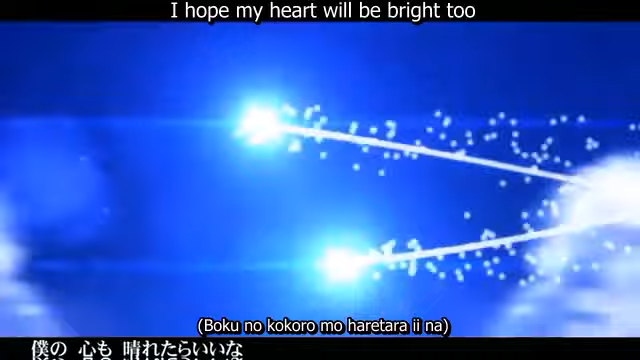 I hope my heart will be bright too
(Boku no kokoro mo haretara ii na)
僕の 心も 晴れたらいいな